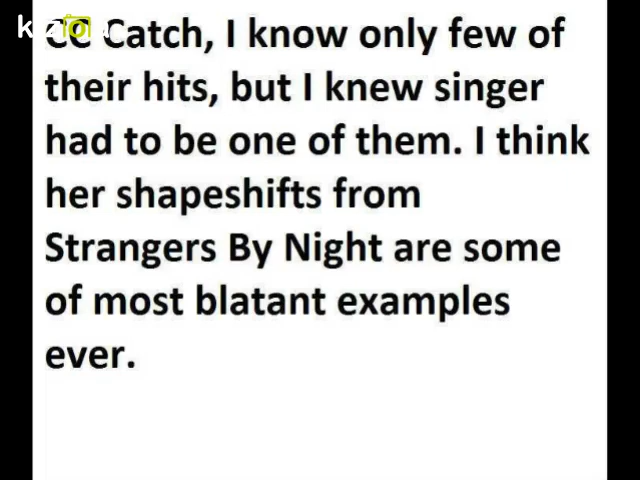 CC Catch, I know only few of
their hits, but I knew singer
had to be one of them. I think
her shapeshifts from
Strangers By Night are some
of most blatant examples
ever.